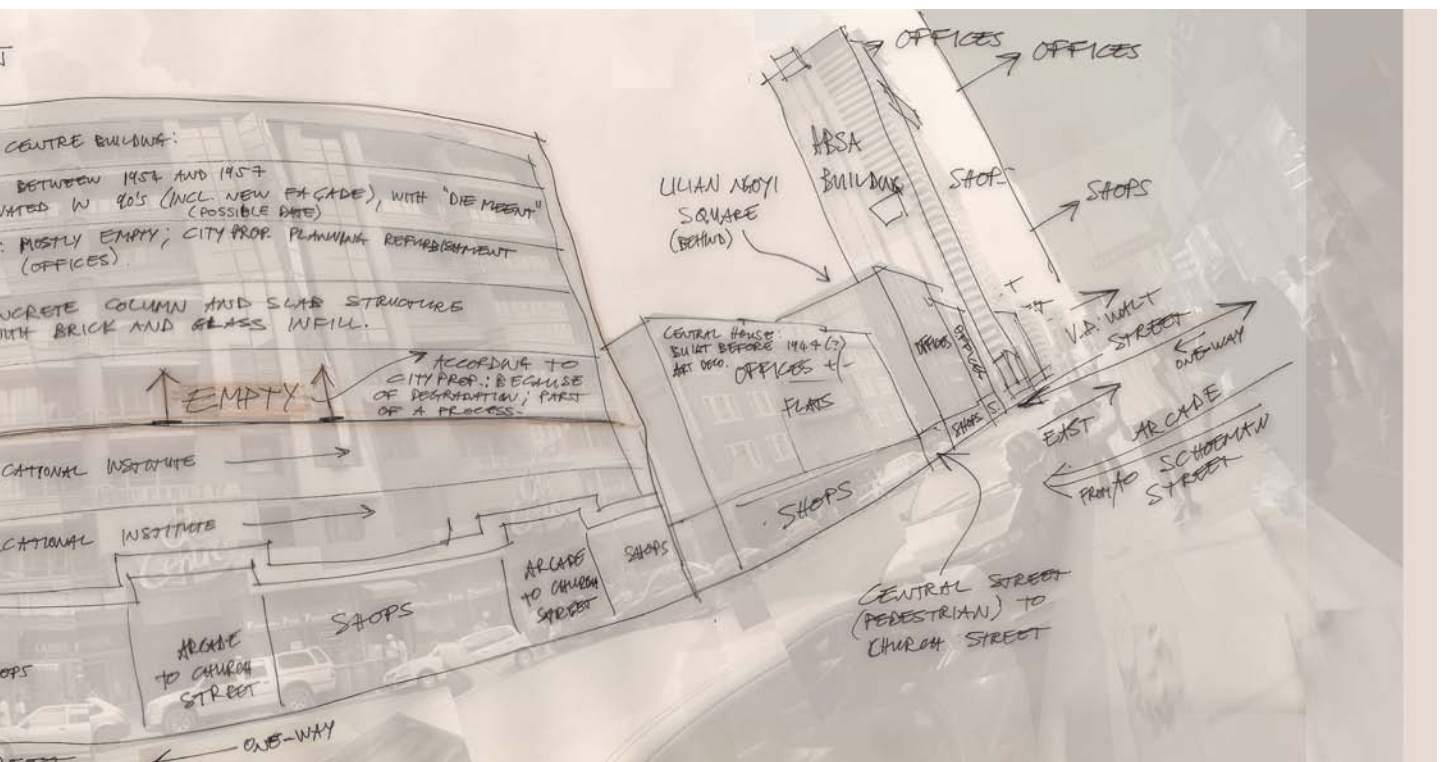 CENTRE BUILDING:
BETWEEN 1954 AND 1957
VATED IN 90'S (INCL. NEW FAÇADE), WITH "DIE MEENT"
(POSSIBLE DATE)
: MOSTLY EMPTY; CITY PROP. PLANNING REFURBISHMENT
(OFFICES).
NCRETE COLUMN AND SLAB STRUCTURE
WITH BRICK AND GLASS INFILL.
EMPTY
ACCORDING TO
CITY PROP.; BECAUSE
OF DEGRADATION; PART
OF A PROCESS.
CATIONAL INSTITUTE
CATIONAL INSTITUTE
Centre
OPS
ARCADE
TO CHURCH
STREET
SHOPS
ARCADE
TO CHURCH
STREET
SHOPS
ONE-WAY
LILIAN NGOYI
SQUARE
(BEHIND)
CENTRAL HOUSE:
BUILT BEFORE 1944(?)
ART DECO.
OFFICES +/-
FLATS
SHOPS
ABSA
BUILDING
OFFICES
OFFICES
SHOPS
SHOPS
OFFICES
OFFICES
SHOPS
S.
V.D. WALT
STREET
ONE-WAY
EAST
ARCADE
FROM/TO SCHOEMAN
STREET
CENTRAL STREET
(PEDESTRIAN) TO
CHURCH STREET